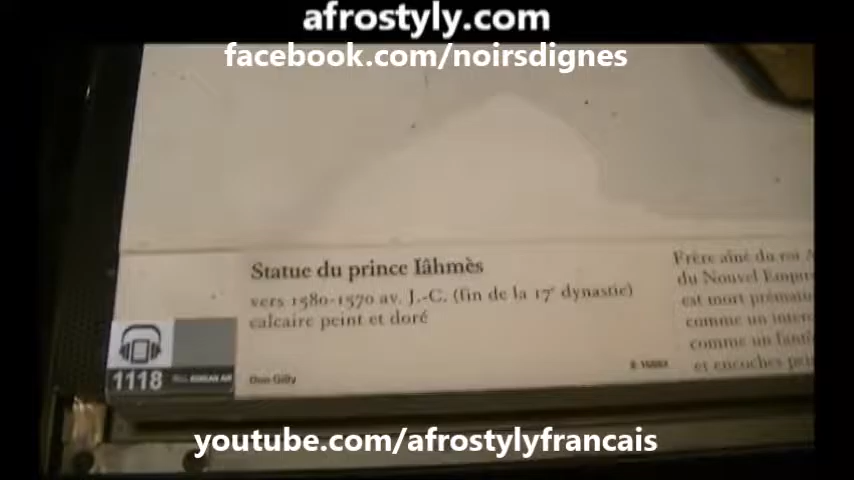 afrostyly.com
facebook.com/noirsdignes
Statue du prince Iâhmès
vers 1580-1570 av. J.-C. (fin de la 17e dynastie)
calcaire peint et doré
Don Gilly
1118
KOREAN AIR
Frère aîné du roi
du Nouvel Empire
est mort
comme un
comme un
et encoches
youtube.com/afrostylyfrancais